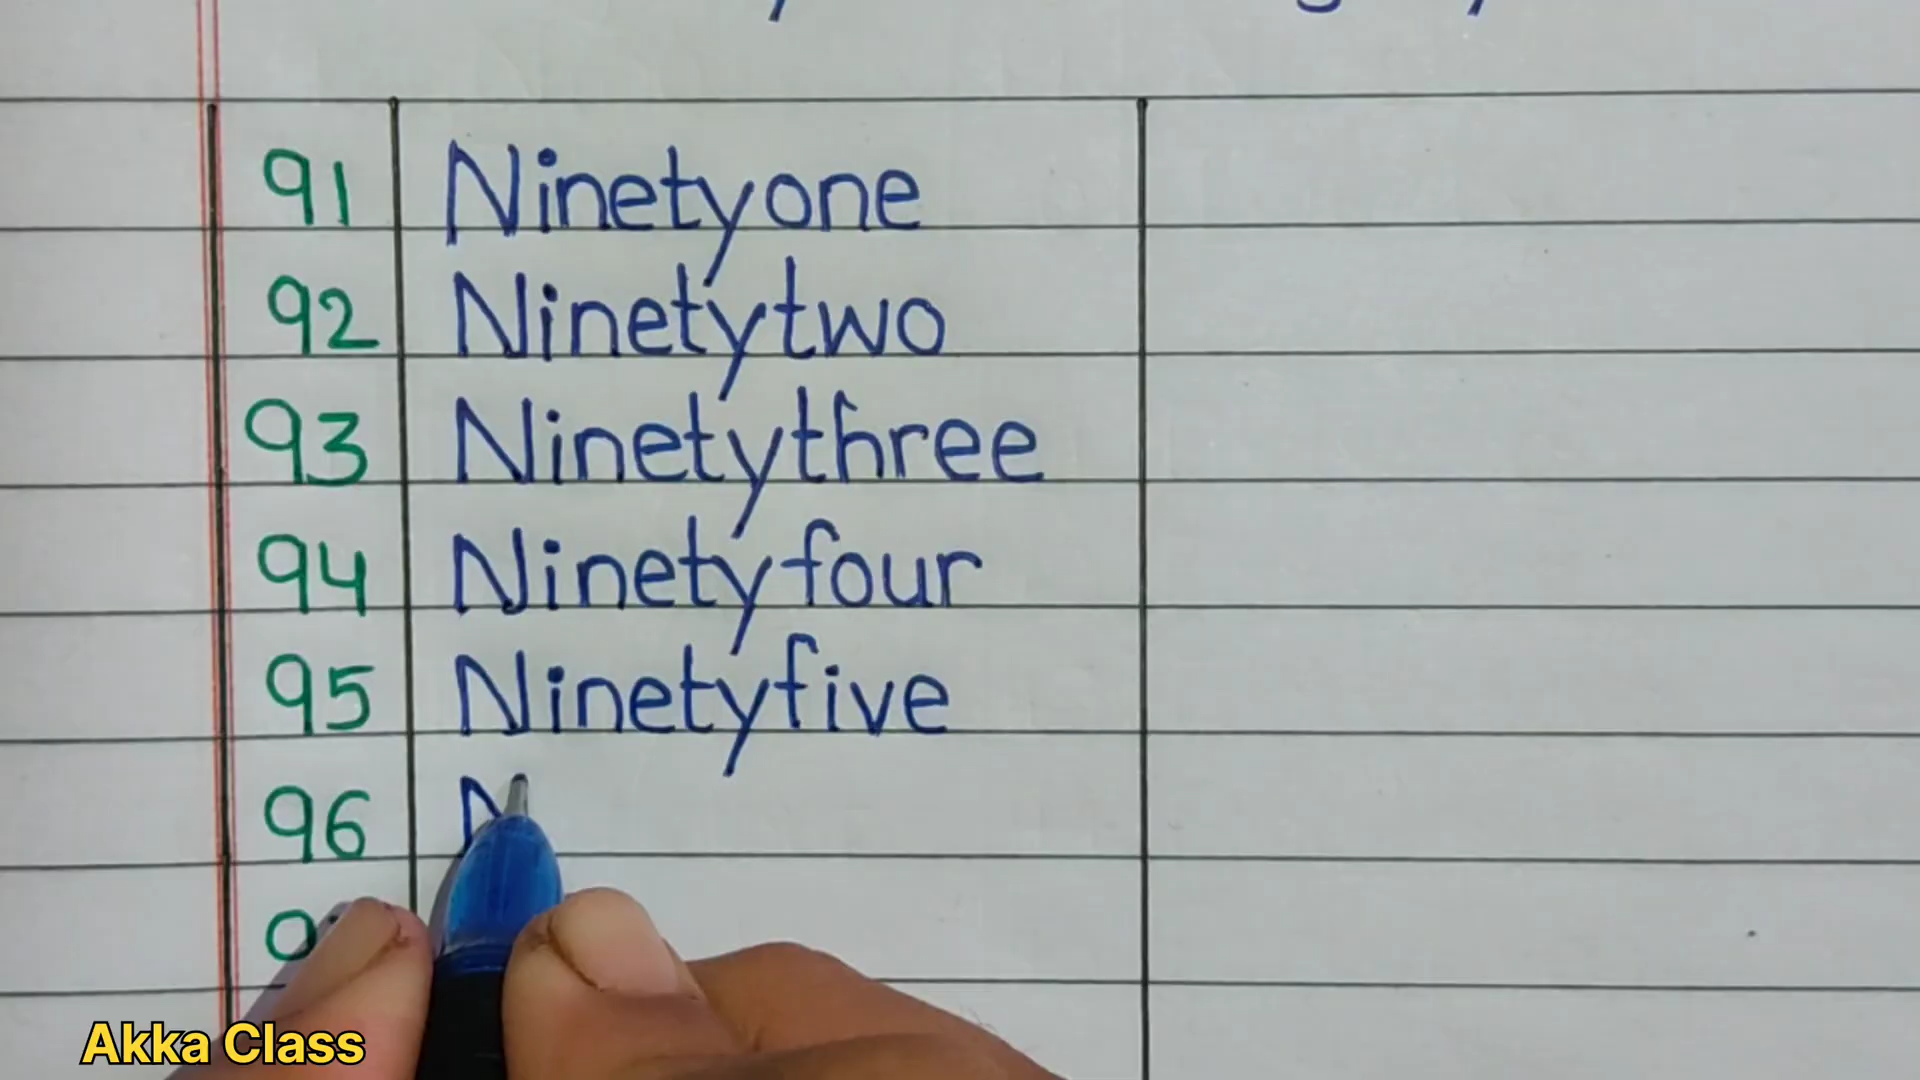 91 Ninetyone
92 Ninetytwo
93 Ninetythree
94 Ninetyfour
95 Ninetyfive
96 N
Akka Class